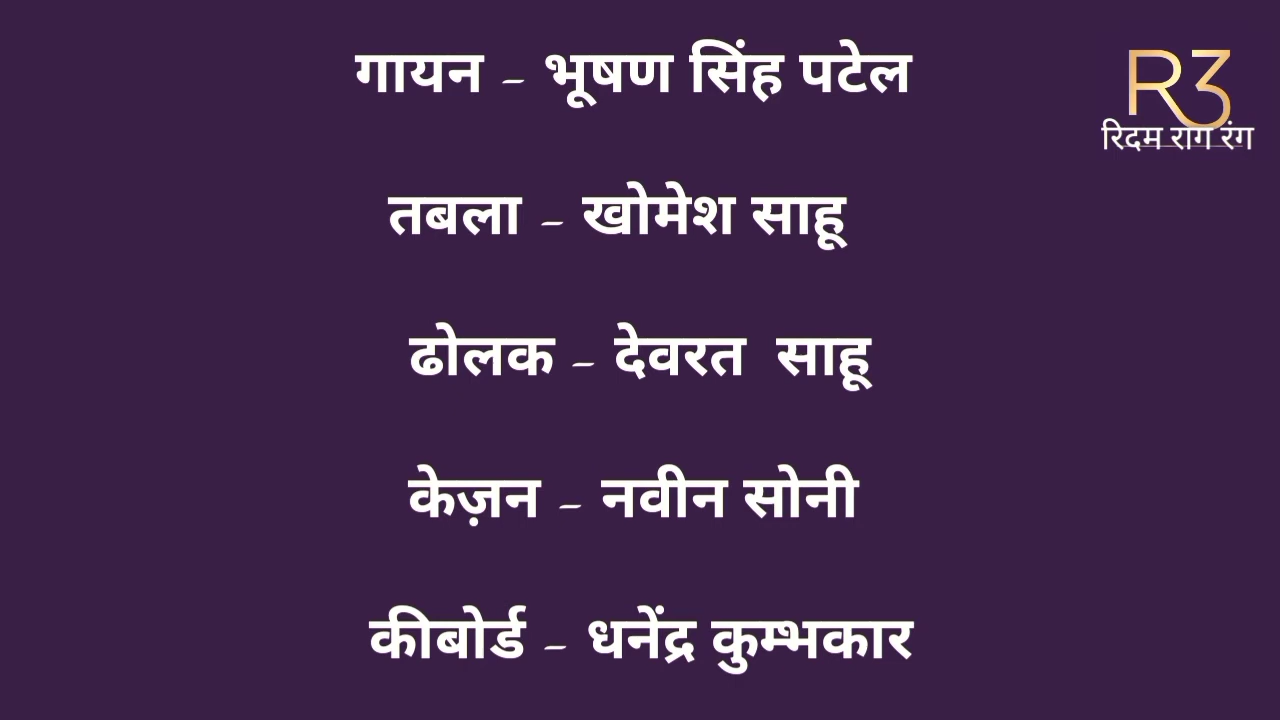 गायन - भूषण सिंह पटेल
R3
रिदम राग रंग
तबला - खोमेश साहू
ढोलक - देवरत साहू
केज़न - नवीन सोनी
कीबोर्ड - धनेंद्र कुम्भकार